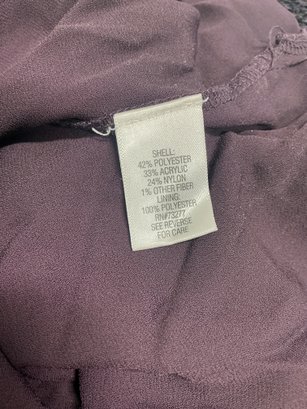 SHELL:
42% POLYESTER
33% ACRYLIC
24% NYLON
1% OTHER FIBER
LINING:
100% POLYESTER
RN#73277
SEE REVERSE
FOR CARE